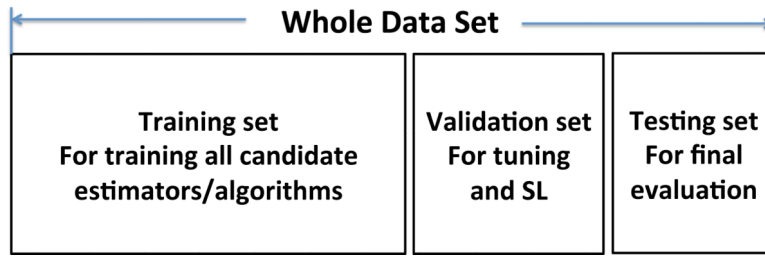 Whole Data Set
Training set
For training all candidate
estimators/algorithms
Validation set
For tuning
and SL
Testing set
For final
evaluation